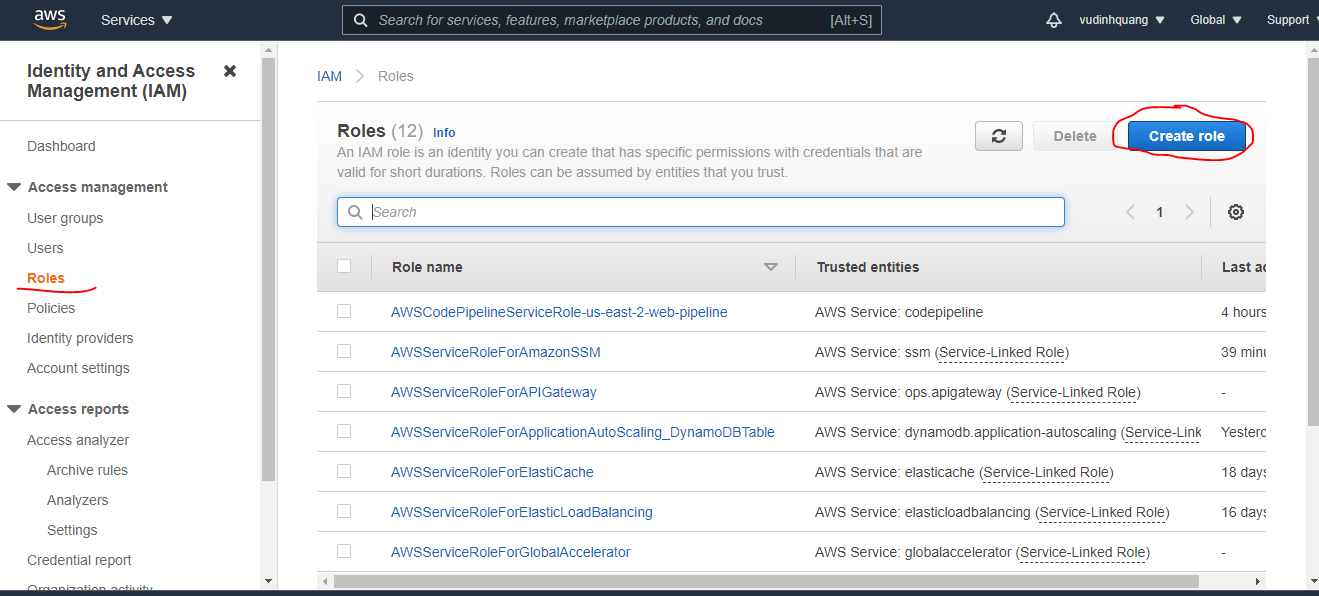 aws
Services
Search for services, features, marketplace products, and docs
[Alt+S]
vudinhquang
Global
Support
Identity and Access
Management (IAM)
Dashboard
Access management
User groups
Users
Roles
Policies
Identity providers
Account settings
Access reports
Access analyzer
Archive rules
Analyzers
Settings
Credential report
Organization activity
IAM
Roles
Roles (12) Info
An IAM role is an identity you can create that has specific permissions with credentials that are
valid for short durations. Roles can be assumed by entities that you trust.
Delete
Create role
Search
1
Role name Trusted entities Last ac
AWSCodePipelineServiceRole-us-east-2-web-pipeline AWS Service: codepipeline 4 hours
AWSServiceRoleForAmazonSSM AWS Service: ssm (Service-Linked Role) 39 minu
AWSServiceRoleForAPIGateway AWS Service: ops.apigateway (Service-Linked Role) -
AWSServiceRoleForApplicationAutoScaling_DynamoDBTable AWS Service: dynamodb.application-autoscaling (Service-Link Yesterd
AWSServiceRoleForElastiCache AWS Service: elasticache (Service-Linked Role) 18 days
AWSServiceRoleForElasticLoadBalancing AWS Service: elasticloadbalancing (Service-Linked Role) 16 days
AWSServiceRoleForGlobalAccelerator AWS Service: globalaccelerator (Service-Linked Role) -